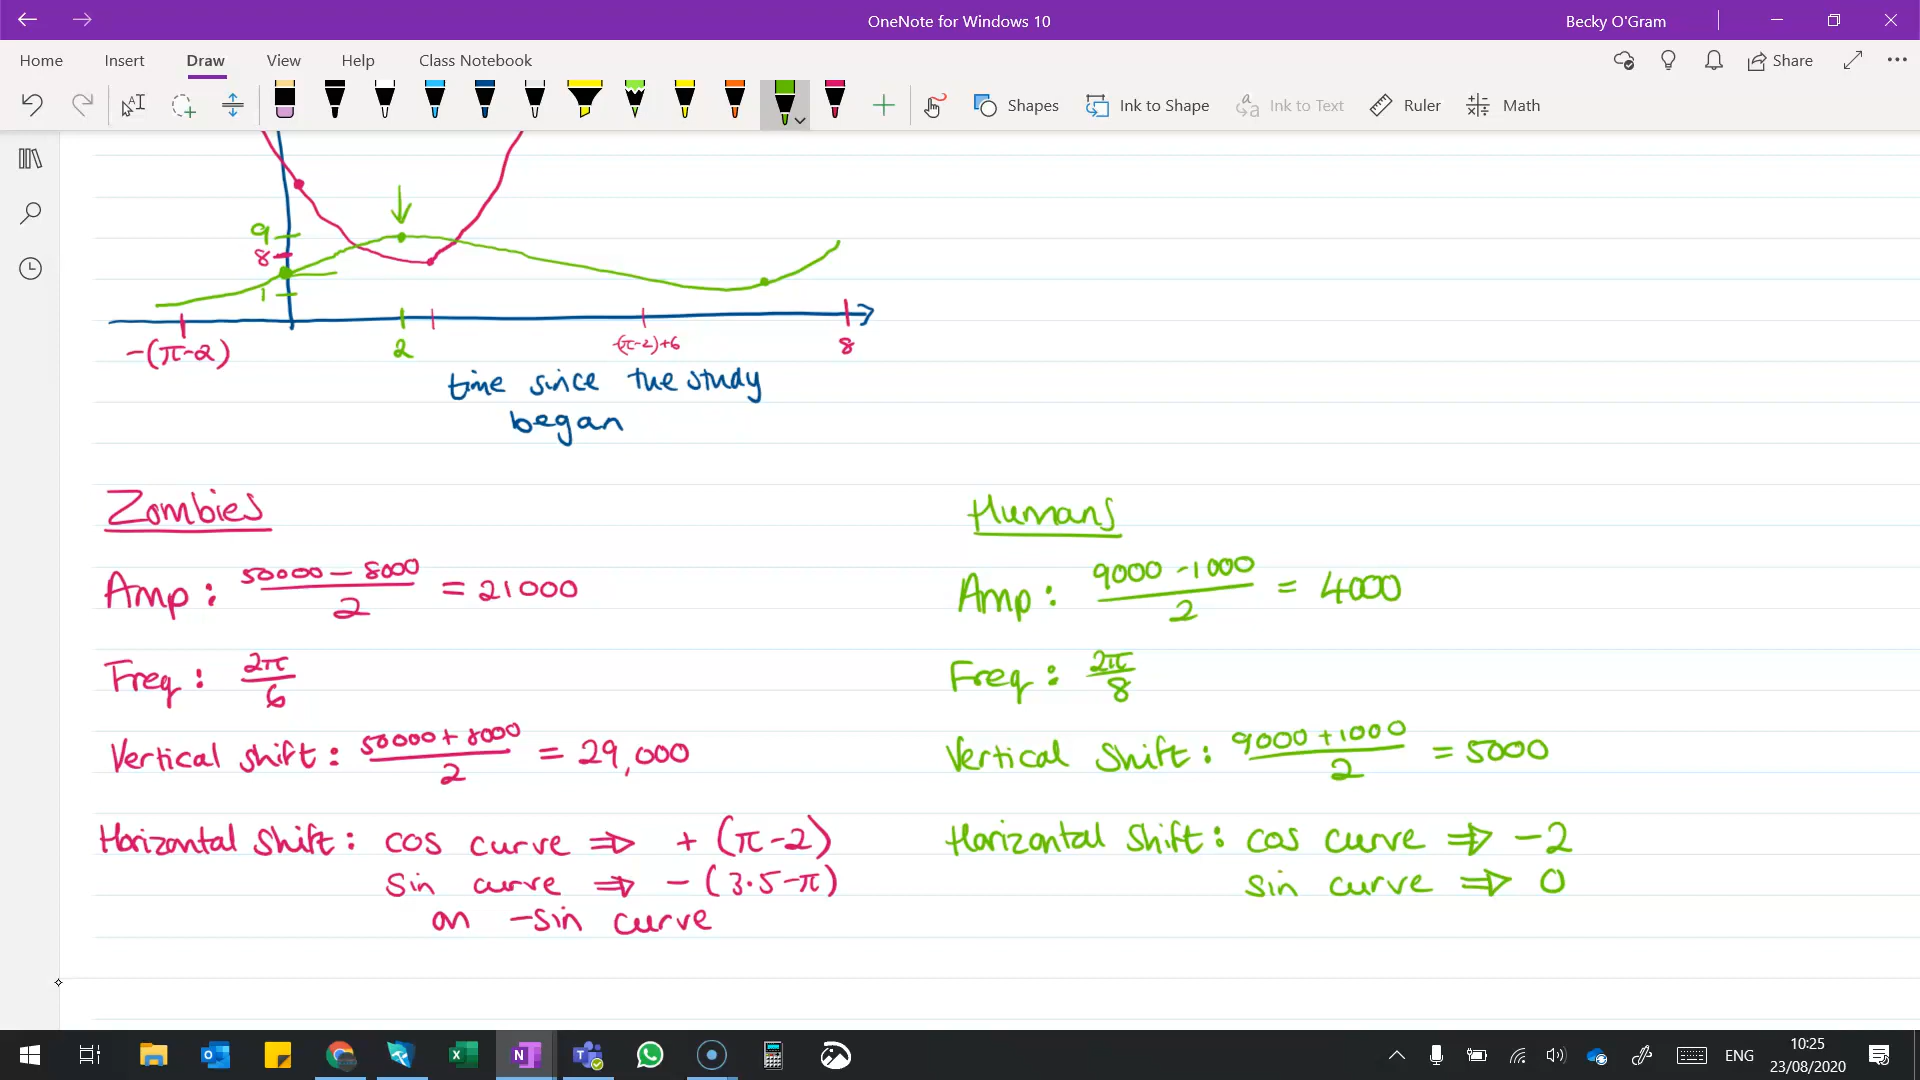 OneNote for Windows 10
Becky O'Gram
Home Insert Draw View Help Class Notebook
Share
Shapes Ink to Shape Ink to Text Ruler Math
9
8
1
-(π-2) 2 -(π-2)+6 8
time since the study
began
Zombies
Amp: (50000 - 8000)/2 = 21000
Freq: 2π/6
Vertical shift: (50000 + 8000)/2 = 29,000
Horizontal shift: cos curve ⇒ + (π-2)
sin curve ⇒ - (3.5-π)
on -sin curve
Humans
Amp: (9000 - 1000)/2 = 4000
Freq: 2π/8
Vertical shift: (9000 + 1000)/2 = 5000
Horizontal shift: cos curve ⇒ -2
sin curve ⇒ 0
ENG
10:25
23/08/2020